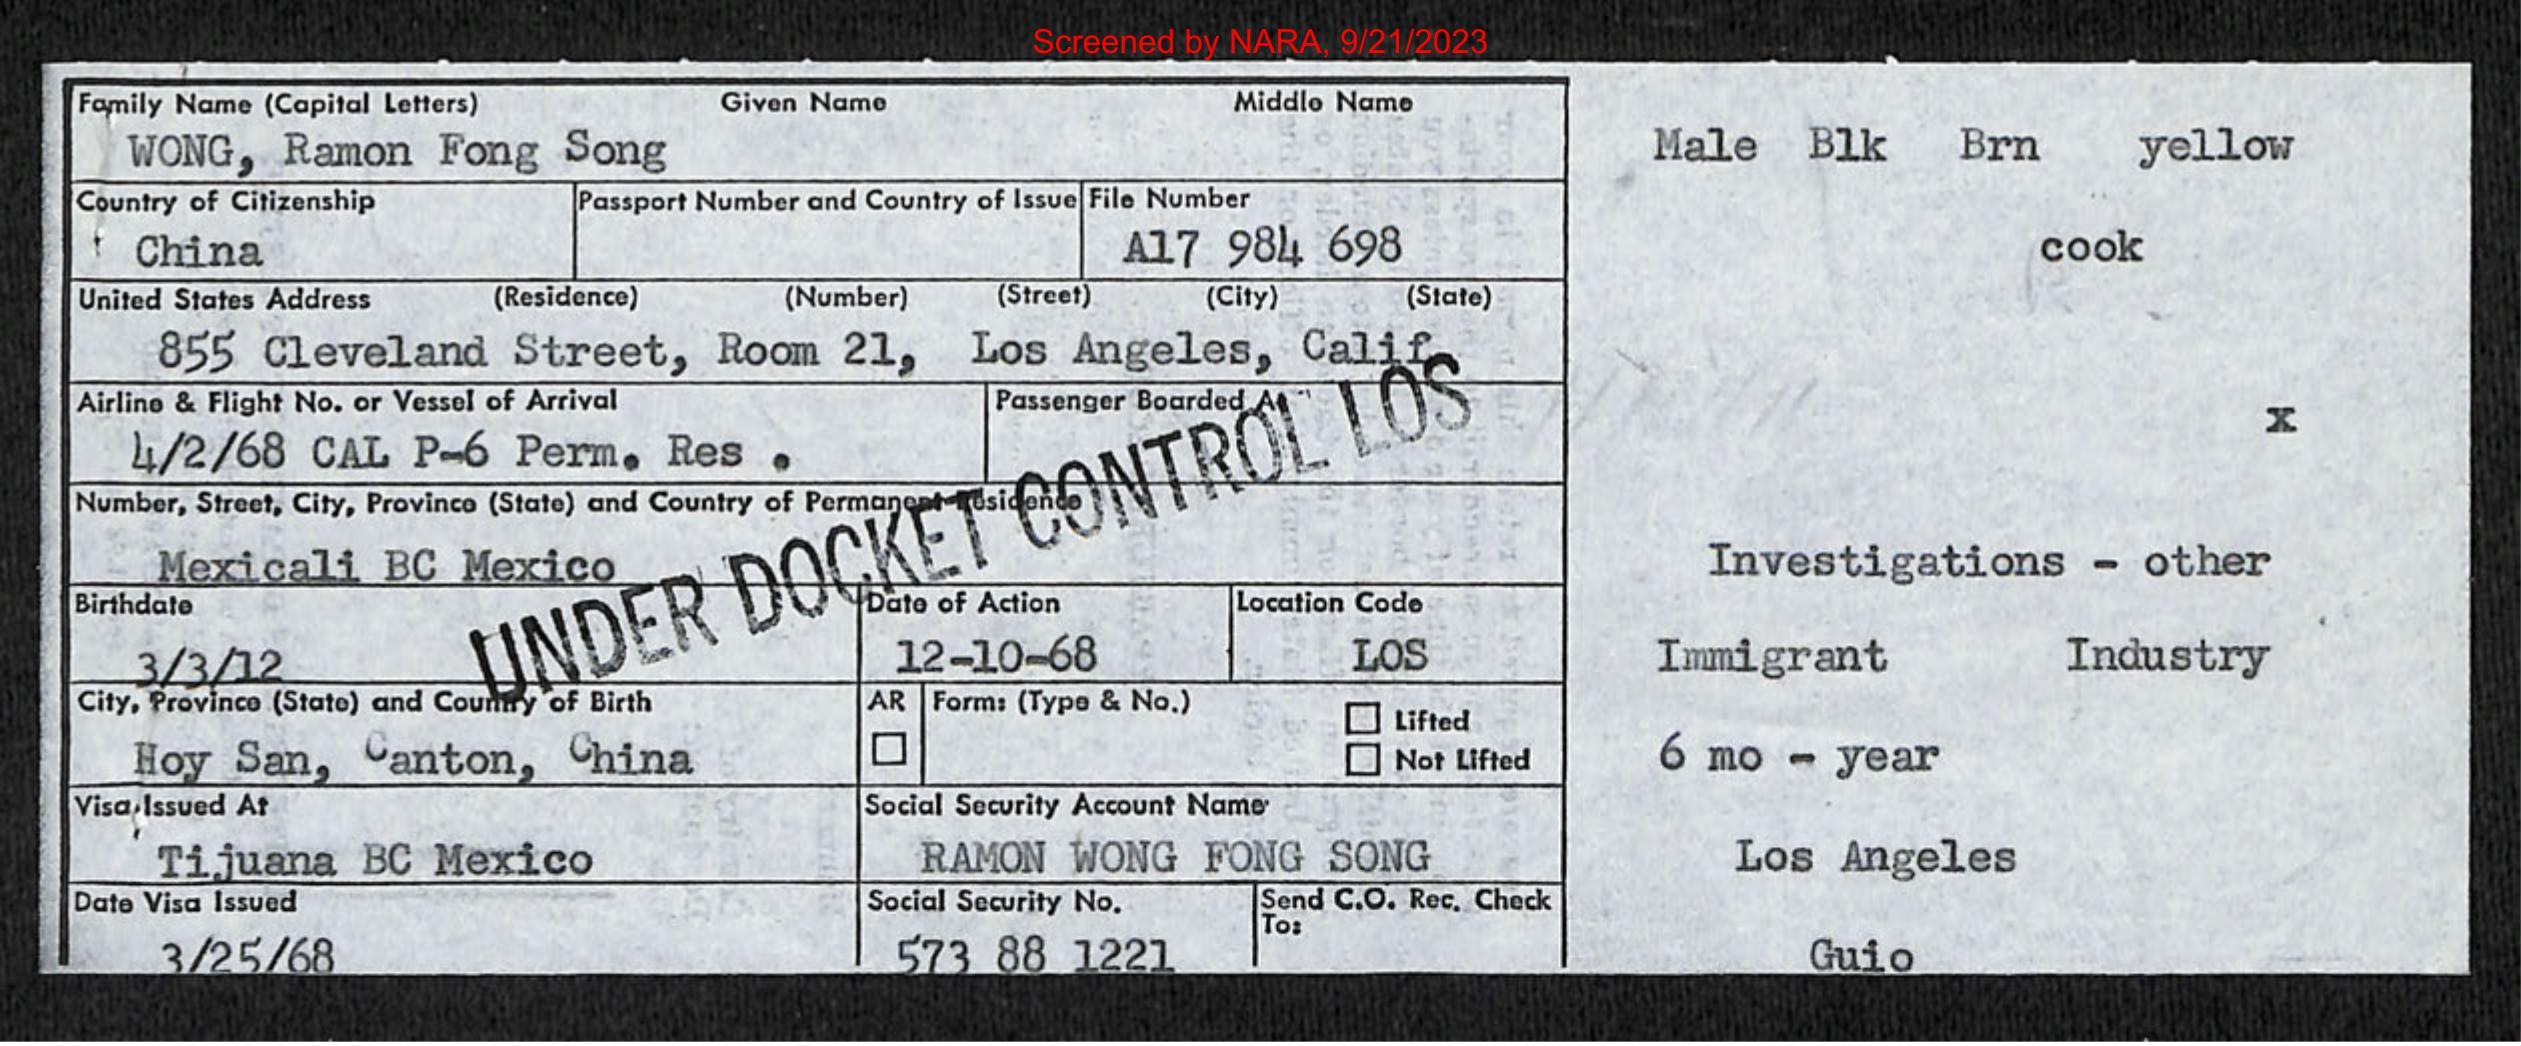 Screened by NARA, 9/21/2023
Family Name (Capital Letters) Given Name Middle Name
WONG, Ramon Fong Song
Male Blk Brn yellow
Country of Citizenship Passport Number and Country of Issue File Number
China A17 984 698
cook
United States Address (Residence) (Number) (Street) (City) (State)
855 Cleveland Street, Room 21, Los Angeles, Calif.
Airline & Flight No. or Vessel of Arrival Passenger Boarded At
4/2/68 CAL P-6 Perm. Res .
x
UNDER DOCKET CONTROL LOS
Number, Street, City, Province (State) and Country of Permanent Residence
Mexicali BC Mexico
Investigations - other
Birthdate Date of Action Location Code
3/3/12 12-10-68 LOS
Immigrant Industry
City, Province (State) and Country of Birth AR Form: (Type & No.) Lifted
Hoy San, Canton, China Not Lifted
6 mo - year
Visa Issued At Social Security Account Name
Tijuana BC Mexico RAMON WONG FONG SONG
Los Angeles
Date Visa Issued Social Security No. Send C.O. Rec. Check To:
3/25/68 573 88 1221
Guio